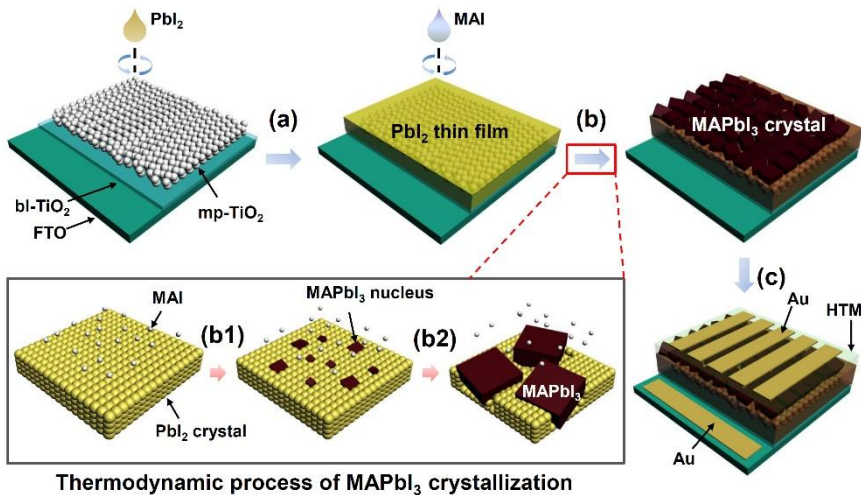 PbI₂
MAI
(a)
PbI₂ thin film
(b)
MAPbI₃ crystal
bl-TiO₂
FTO
mp-TiO₂
(c)
Au
HTM
Au
MAI
MAPbI₃ nucleus
(b1)
(b2)
MAPbI₃
PbI₂ crystal
Thermodynamic process of MAPbI₃ crystallization